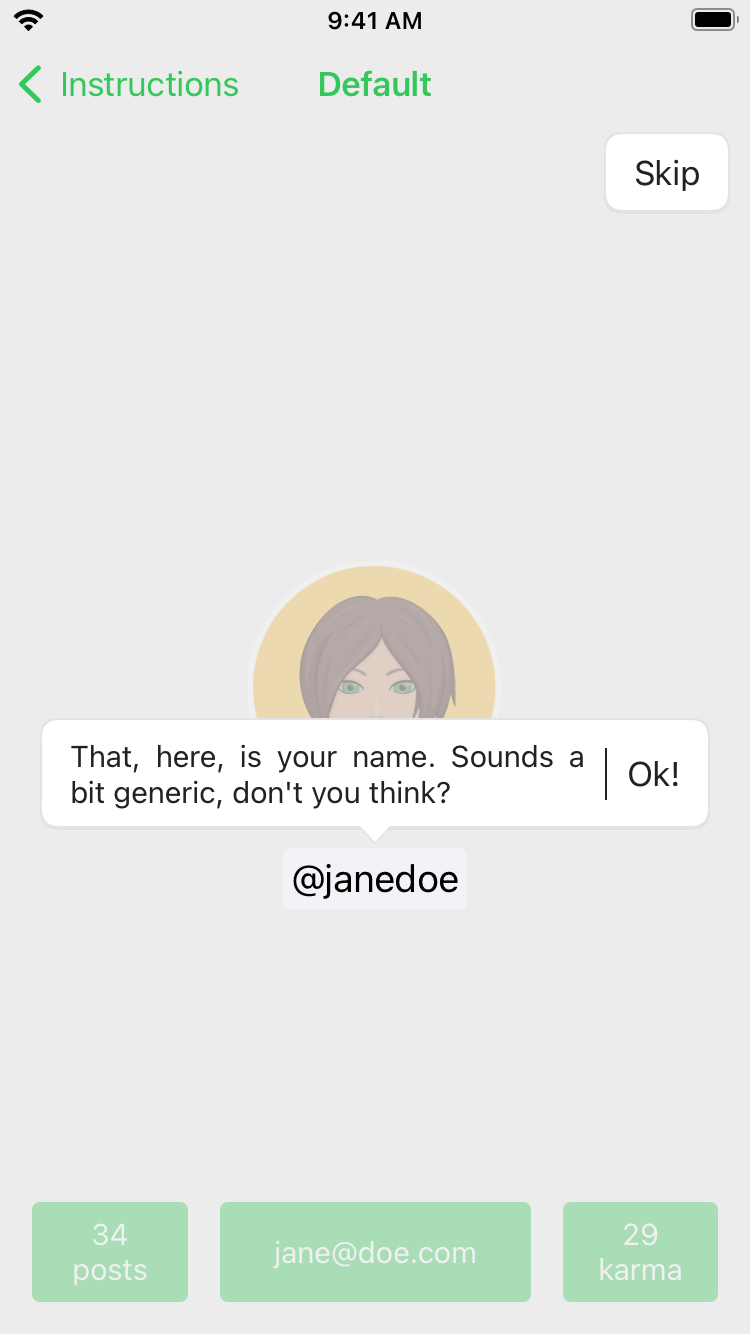 9:41 AM
Instructions
Default
Skip
That, here, is your name. Sounds a
bit generic, don't you think?
Ok!
@janedoe
34
posts
jane@doe.com
29
karma